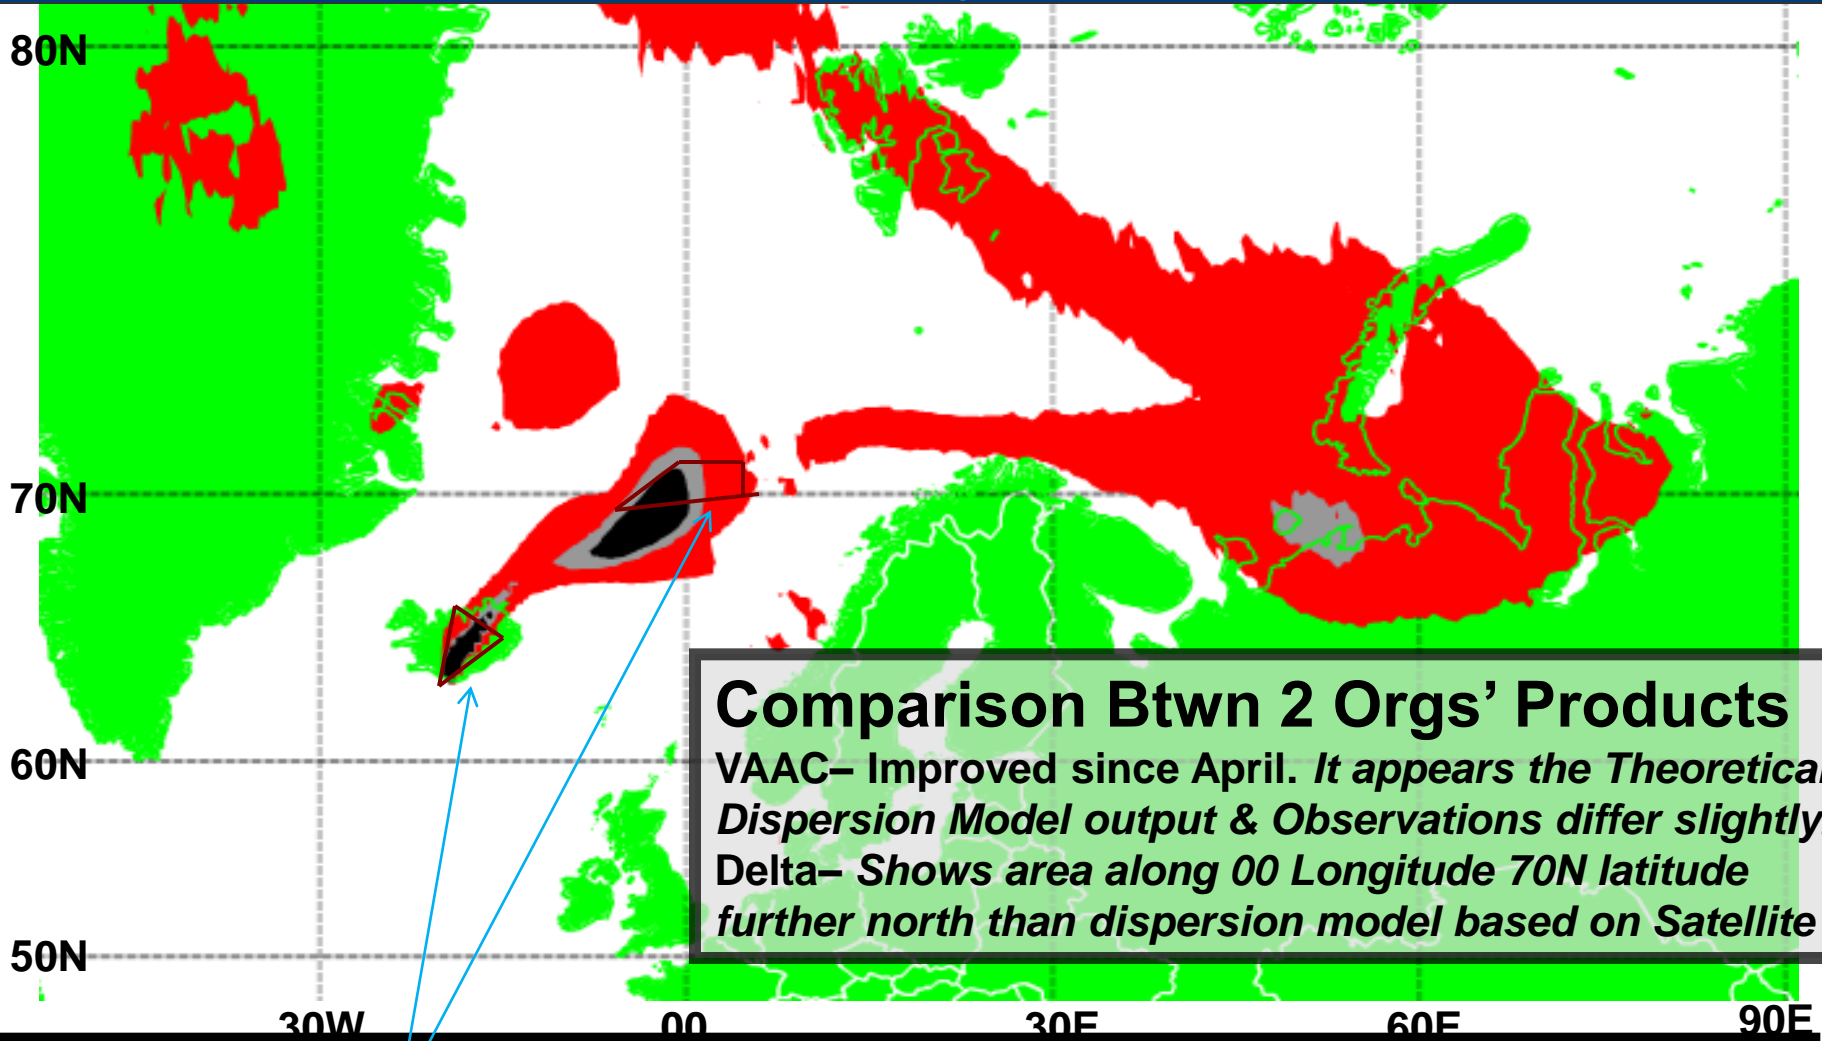 80N
70N
60N
50N
Comparison Btwn 2 Orgs’ Products
VAAC– Improved since April. It appears the Theoretical
Dispersion Model output & Observations differ slightly.
Delta– Shows area along 00 Longitude 70N latitude
further north than dispersion model based on Satellite
30W 00 30E 60E 90E